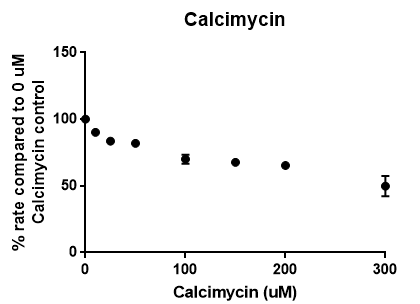 Calcimycin
% rate compared to 0 uM
Calcimycin control
150
100
50
0
0
100
200
300
Calcimycin (uM)